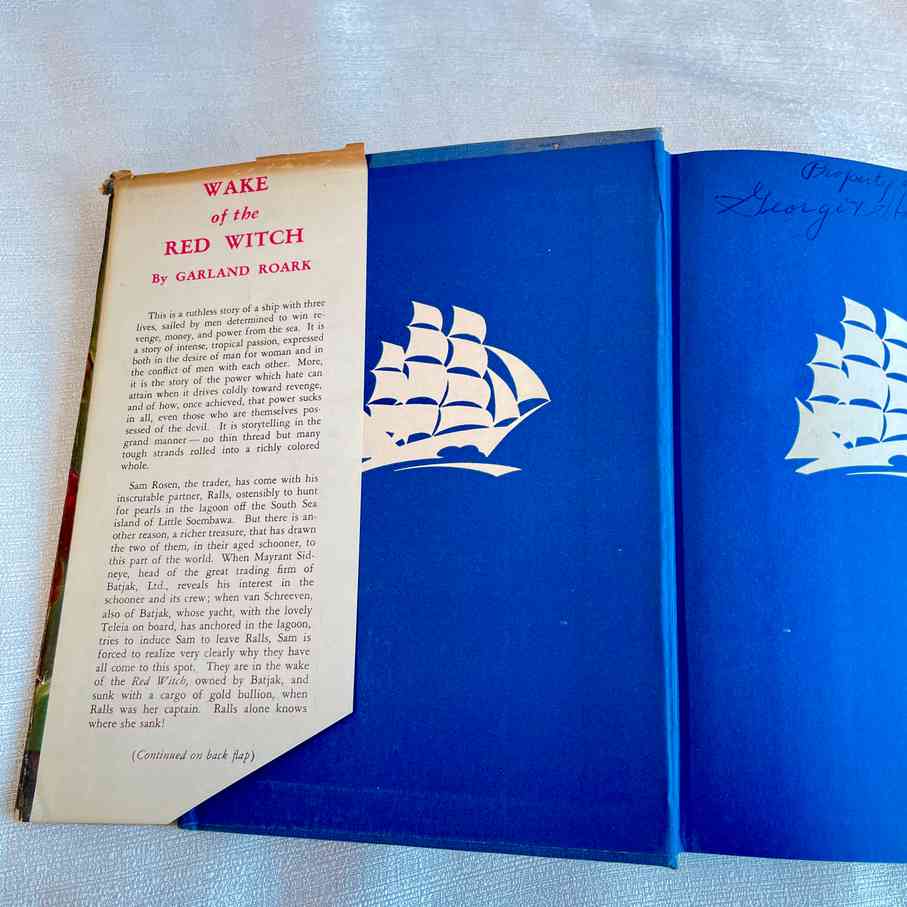 WAKE
of the
RED WITCH
By GARLAND ROARK
This is a ruthless story of a ship with three
lives, sailed by men determined to win re-
venge, money, and power from the sea. It is
a story of intense, tropical passion, expressed
both in the desire of man for woman and in
the conflict of men with each other. More,
it is the story of the power which hate can
attain when it drives coldly toward revenge,
and of how, once achieved, that power sucks
in all, even those who are themselves pos-
sessed of the devil. It is storytelling in the
grand manner — no thin thread but many
tough strands rolled into a richly colored
whole.
Sam Rosen, the trader, has come with his
inscrutable partner, Ralls, ostensibly to hunt
for pearls in the lagoon off the South Sea
island of Little Soembawa. But there is an-
other reason, a richer treasure, that has drawn
the two of them, in their aged schooner, to
this part of the world. When Mayrant Sid-
neye, head of the great trading firm of
Batjak, Ltd., reveals his interest in the
schooner and its crew; when van Schreeven,
also of Batjak, whose yacht, with the lovely
Teleia on board, has anchored in the lagoon,
tries to induce Sam to leave Ralls, Sam is
forced to realize very clearly why they have
all come to this spot. They are in the wake
of the Red Witch, owned by Batjak, and
sunk with a cargo of gold bullion, when
Ralls was her captain. Ralls alone knows
where she sank!
(Continued on back flap)
Property